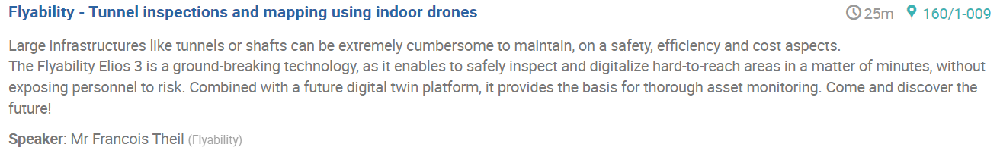 Flyability - Tunnel inspections and mapping using indoor drones 25m 160/1-009
Large infrastructures like tunnels or shafts can be extremely cumbersome to maintain, on a safety, efficiency and cost aspects.
The Flyability Elios 3 is a ground-breaking technology, as it enables to safely inspect and digitalize hard-to-reach areas in a matter of minutes, without
exposing personnel to risk. Combined with a future digital twin platform, it provides the basis for thorough asset monitoring. Come and discover the
future!
Speaker: Mr Francois Theil (Flyability)